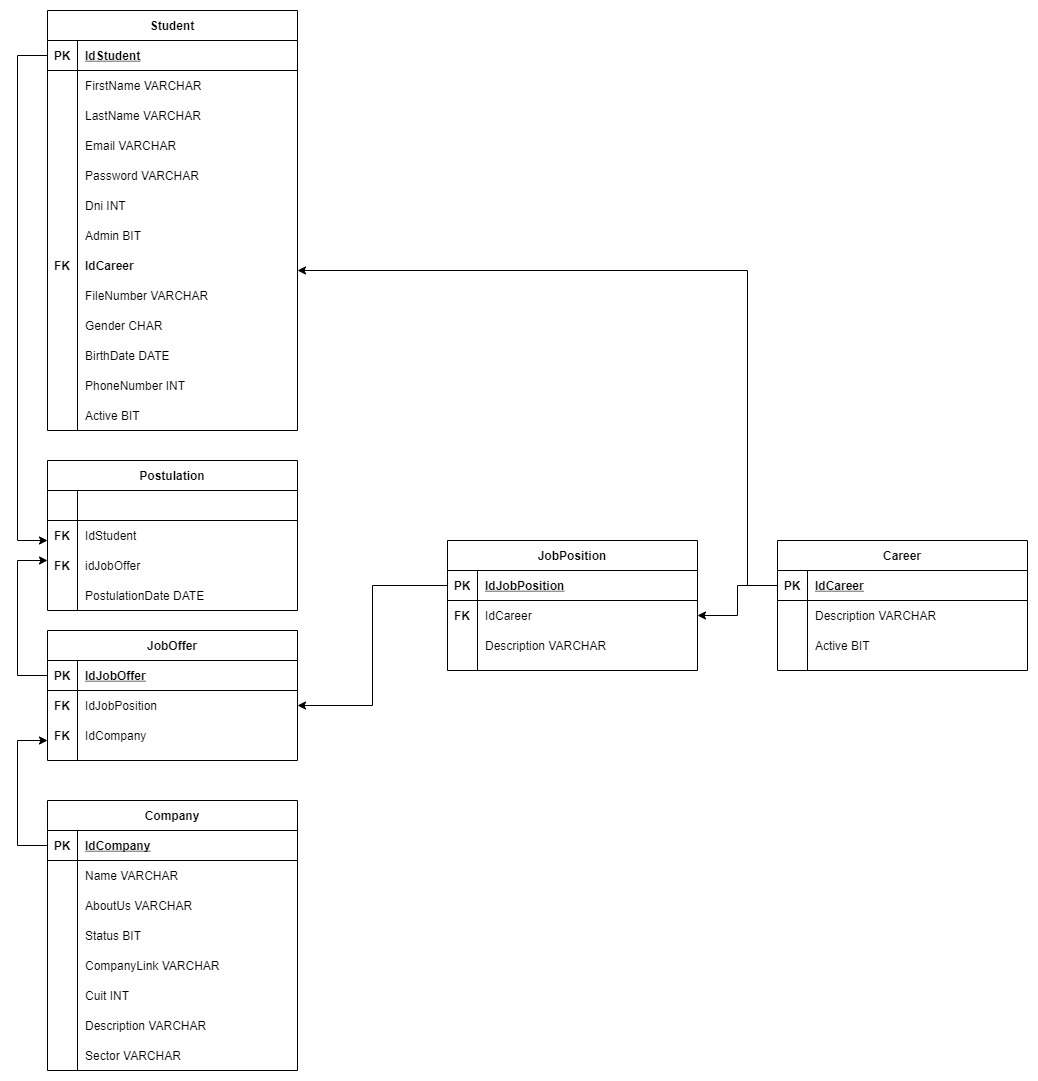 Student
PK IdStudent
FirstName VARCHAR
LastName VARCHAR
Email VARCHAR
Password VARCHAR
Dni INT
Admin BIT
FK IdCareer
FileNumber VARCHAR
Gender CHAR
BirthDate DATE
PhoneNumber INT
Active BIT
Postulation
FK IdStudent
FK idJobOffer
PostulationDate DATE
JobOffer
PK IdJobOffer
FK IdJobPosition
FK IdCompany
Company
PK IdCompany
Name VARCHAR
AboutUs VARCHAR
Status BIT
CompanyLink VARCHAR
Cuit INT
Description VARCHAR
Sector VARCHAR
JobPosition
PK IdJobPosition
FK IdCareer
Description VARCHAR
Career
PK IdCareer
Description VARCHAR
Active BIT